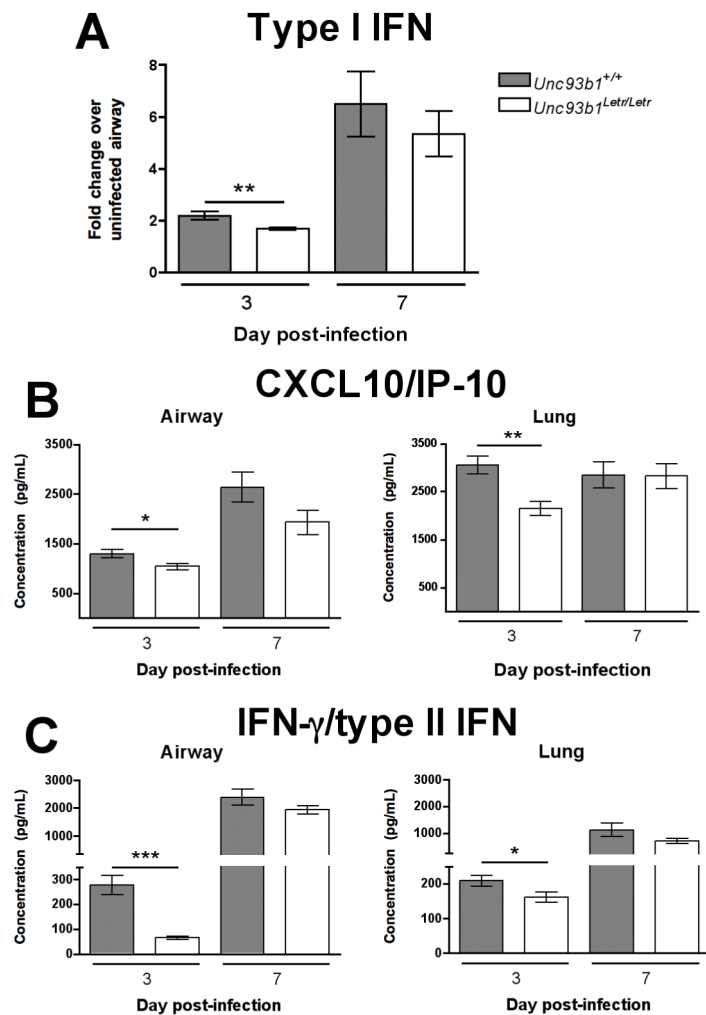 A
Type I IFN
Fold change over
uninfected airway
8
6
4
2
0
**
Unc93b1+/+
Unc93b1Letr/Letr
3
7
Day post-infection
B
CXCL10/IP-10
Airway
Concentration (pg/mL)
3500
2500
1500
500
*
3
7
Day post-infection
Lung
Concentration (pg/mL)
3500
2500
1500
500
**
3
7
Day post-infection
C
IFN-γ/type II IFN
Airway
Concentration (pg/mL)
3000
2000
1000
300
200
100
0
***
3
7
Day post-infection
Lung
Concentration (pg/mL)
3000
2000
1000
200
100
0
*
3
7
Day post-infection